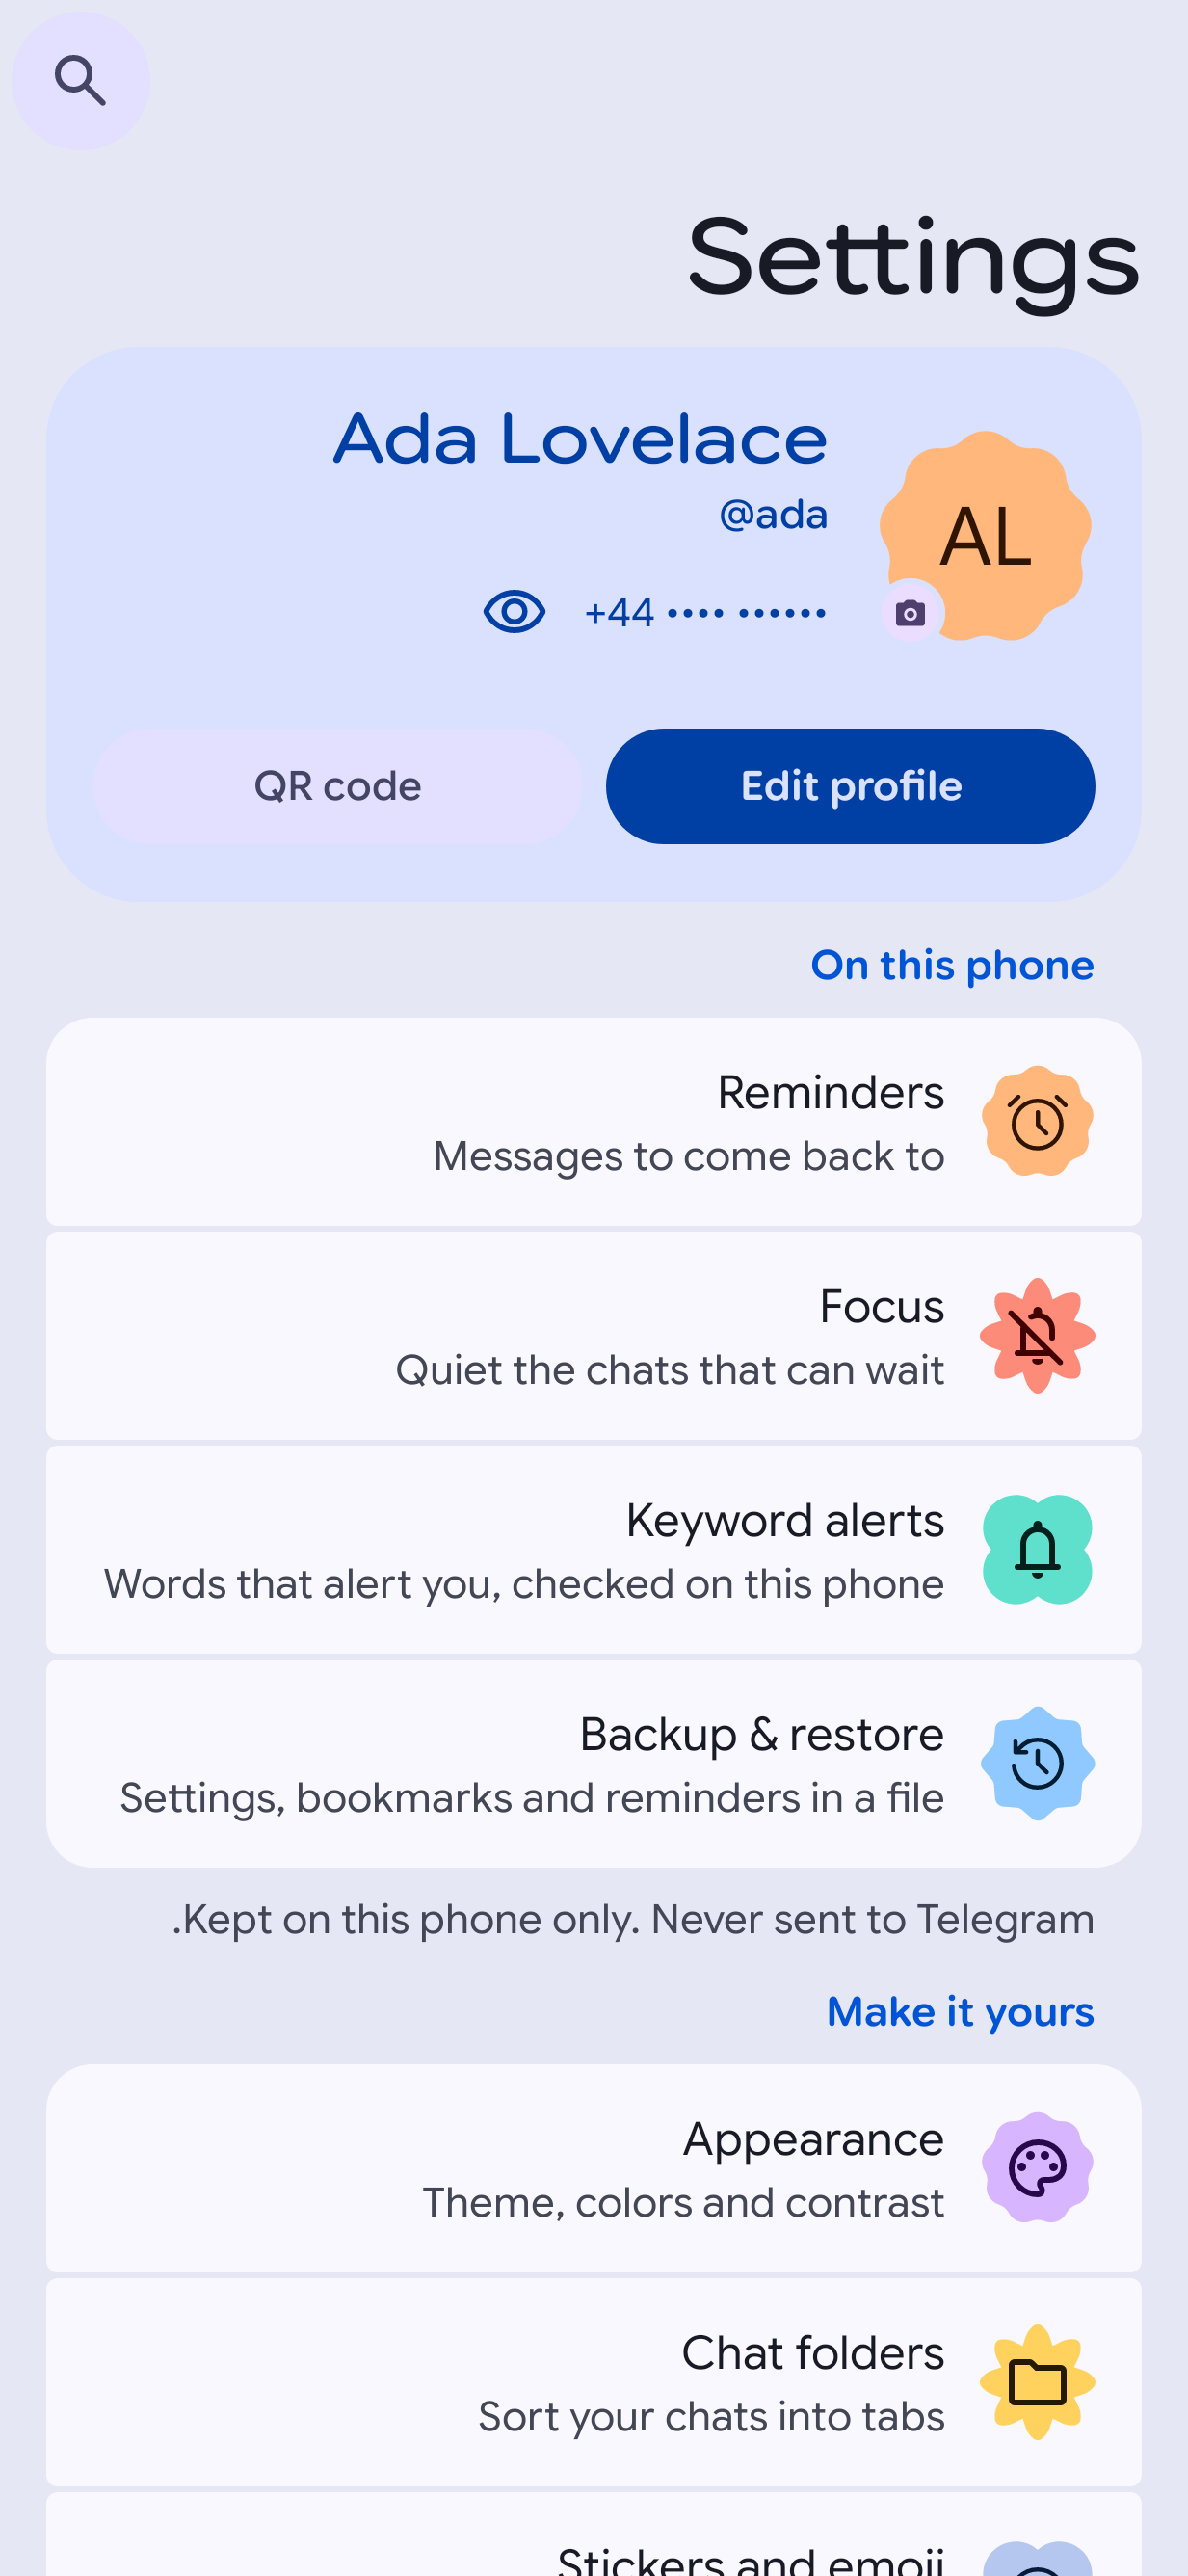 Settings
Ada Lovelace
@ada
+44 •••• ••••••
AL
Edit profile
QR code
On this phone
Reminders
Messages to come back to
Focus
Quiet the chats that can wait
Keyword alerts
Words that alert you, checked on this phone
Backup & restore
Settings, bookmarks and reminders in a file
.Kept on this phone only. Never sent to Telegram
Make it yours
Appearance
Theme, colors and contrast
Chat folders
Sort your chats into tabs
Stickers and emoji